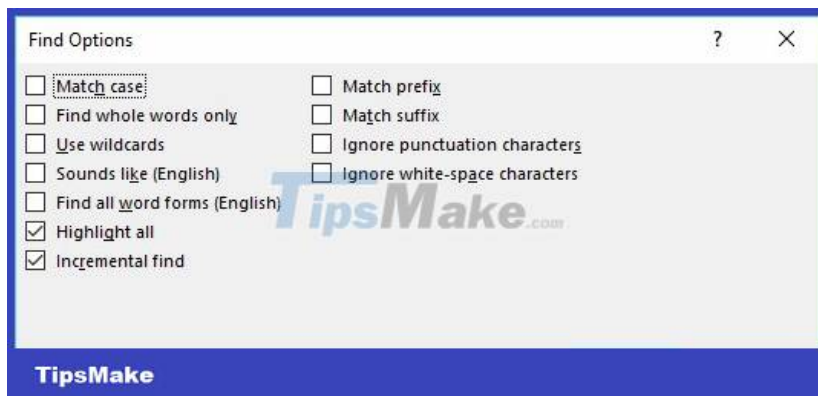 Find Options
?
Match case
Find whole words only
Use wildcards
Sounds like (English)
Find all word forms (English)
Highlight all
Incremental find
Match prefix
Match suffix
Ignore punctuation characters
Ignore white-space characters
TipsMake.com
TipsMake